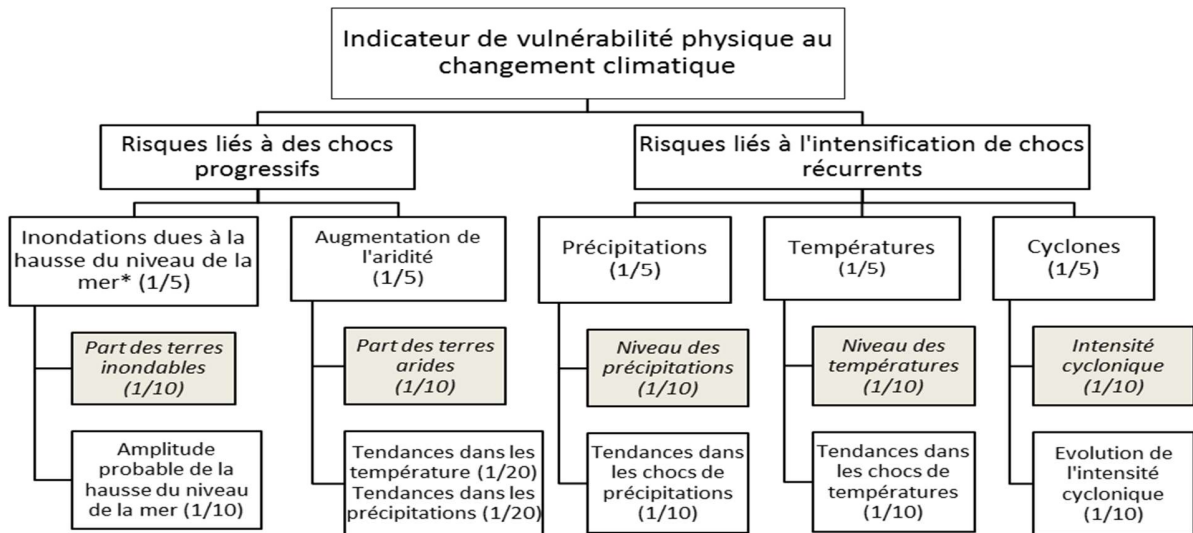 Indicateur de vulnérabilité physique au
changement climatique
Risques liés à des chocs
progressifs
Risques liés à l'intensification de chocs
récurrents
Inondations dues à la
hausse du niveau de la
mer* (1/5)
Augmentation de
l'aridité
(1/5)
Précipitations
(1/5)
Températures
(1/5)
Cyclones
(1/5)
Part des terres
inondables
(1/10)
Part des terres
arides
(1/10)
Niveau des
précipitations
(1/10)
Niveau des
températures
(1/10)
Intensité
cyclonique
(1/10)
Amplitude
probable de la
hausse du niveau
de la mer (1/10)
Tendances dans les
température (1/20)
Tendances dans les
précipitations (1/20)
Tendances dans
les chocs de
précipitations
(1/10)
Tendances dans
les chocs de
températures
(1/10)
Evolution de
l'intensité
cyclonique
(1/10)